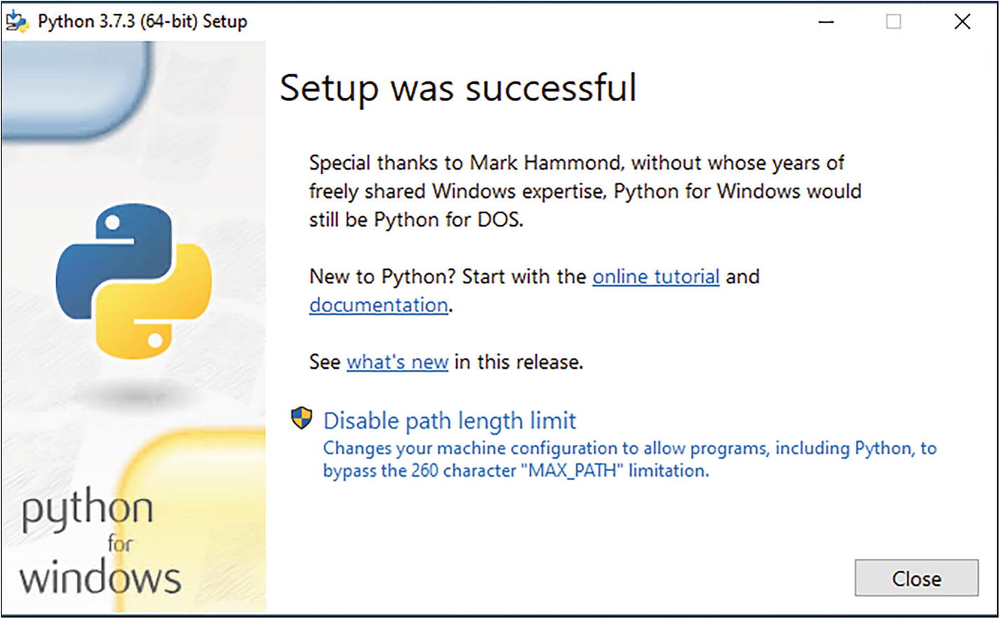 Python 3.7.3 (64-bit) Setup
Setup was successful
Special thanks to Mark Hammond, without whose years of
freely shared Windows expertise, Python for Windows would
still be Python for DOS.
New to Python? Start with the online tutorial and
documentation.
See what's new in this release.
Disable path length limit
Changes your machine configuration to allow programs, including Python, to
bypass the 260 character "MAX_PATH" limitation.
python
for
windows
Close